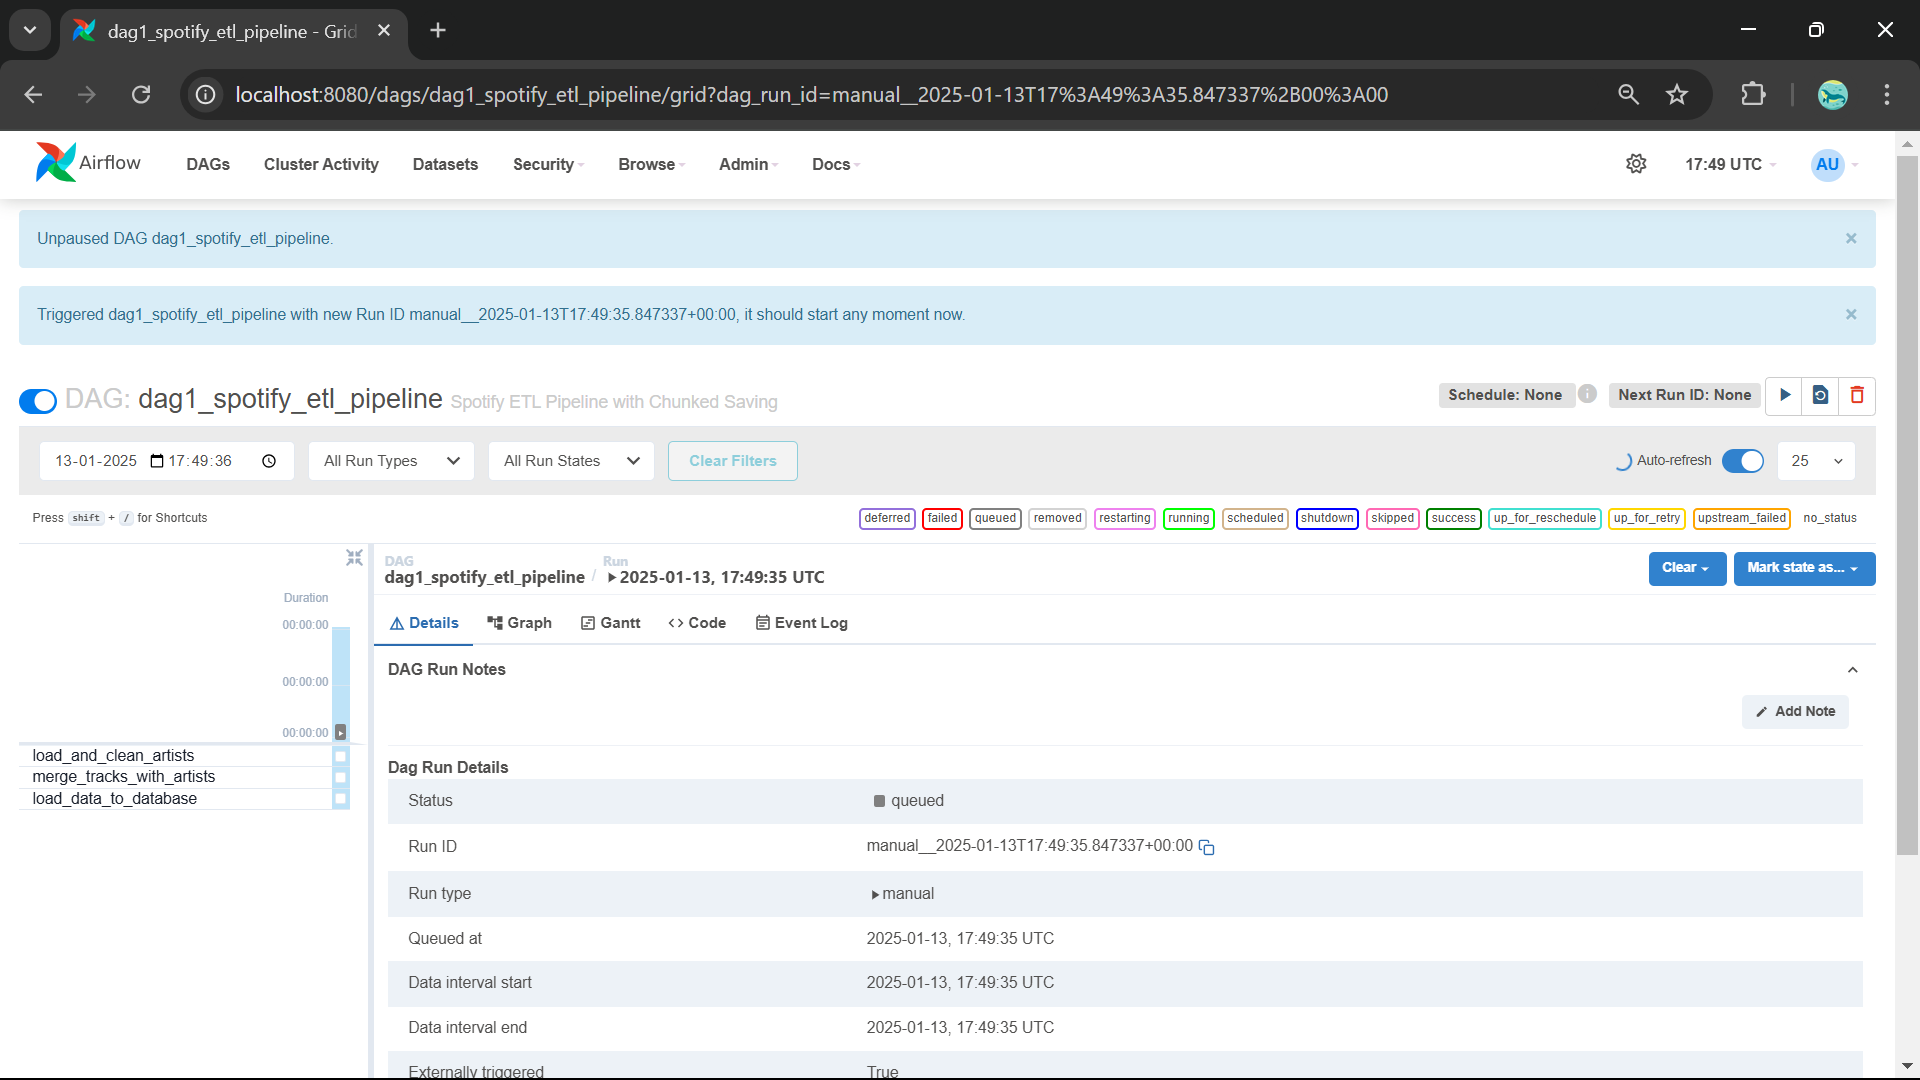 dag1_spotify_etl_pipeline - Grid
localhost:8080/dags/dag1_spotify_etl_pipeline/grid?dag_run_id=manual__2025-01-13T17%3A49%3A35.847337%2B00%3A00
Airflow DAGs Cluster Activity Datasets Security Browse Admin Docs 17:49 UTC AU
Unpaused DAG dag1_spotify_etl_pipeline. ×
Triggered dag1_spotify_etl_pipeline with new Run ID manual__2025-01-13T17:49:35.847337+00:00, it should start any moment now. ×
DAG: dag1_spotify_etl_pipeline Spotify ETL Pipeline with Chunked Saving Schedule: None Next Run ID: None
13-01-2025 17:49:36 All Run Types All Run States Clear Filters Auto-refresh 25
Press shift + / for Shortcuts deferred failed queued removed restarting running scheduled shutdown skipped success up_for_reschedule up_for_retry upstream_failed no_status
DAG Run
dag1_spotify_etl_pipeline / 2025-01-13, 17:49:35 UTC Clear Mark state as...
Duration
00:00:00
00:00:00
00:00:00
load_and_clean_artists
merge_tracks_with_artists
load_data_to_database
Details Graph Gantt Code Event Log
DAG Run Notes
Add Note
Dag Run Details
Status queued
Run ID manual__2025-01-13T17:49:35.847337+00:00
Run type manual
Queued at 2025-01-13, 17:49:35 UTC
Data interval start 2025-01-13, 17:49:35 UTC
Data interval end 2025-01-13, 17:49:35 UTC
Externally triggered True